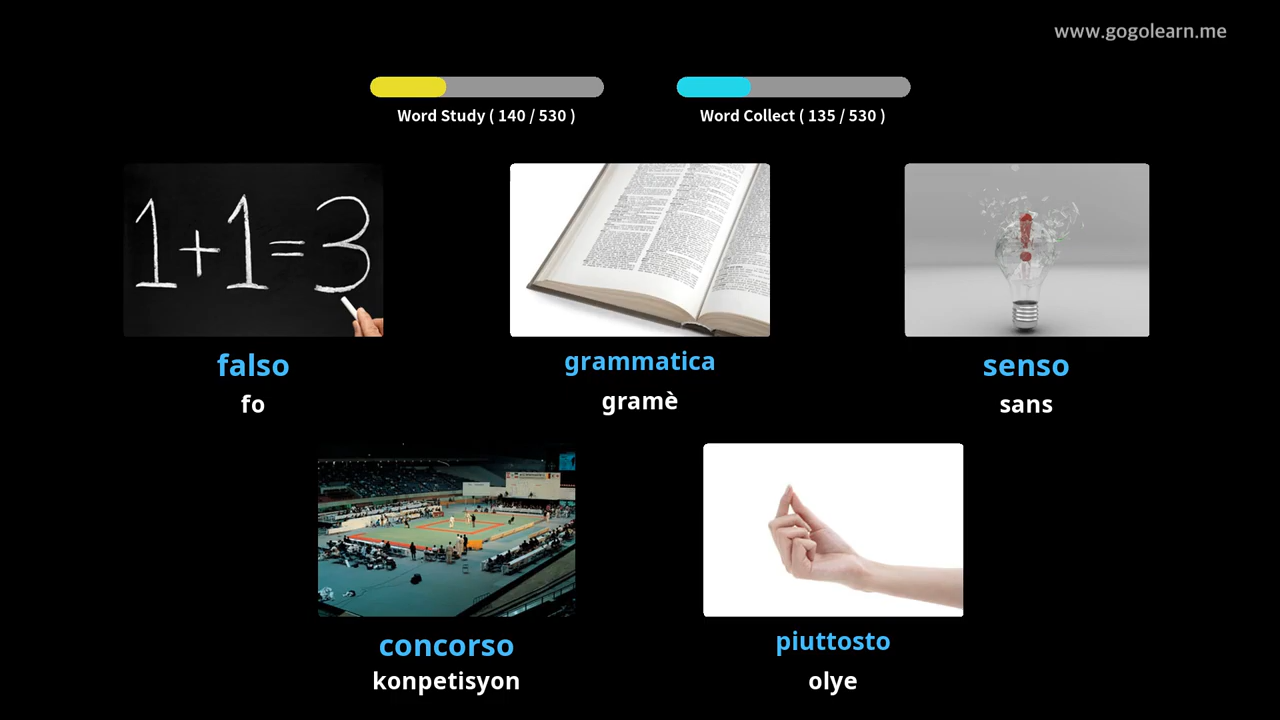 www.gogolearn.me
Word Study ( 140 / 530 )
Word Collect ( 135 / 530 )
1+1=3
falso
fo
grammatica
gramè
senso
sans
concorso
konpetisyon
piuttosto
olye